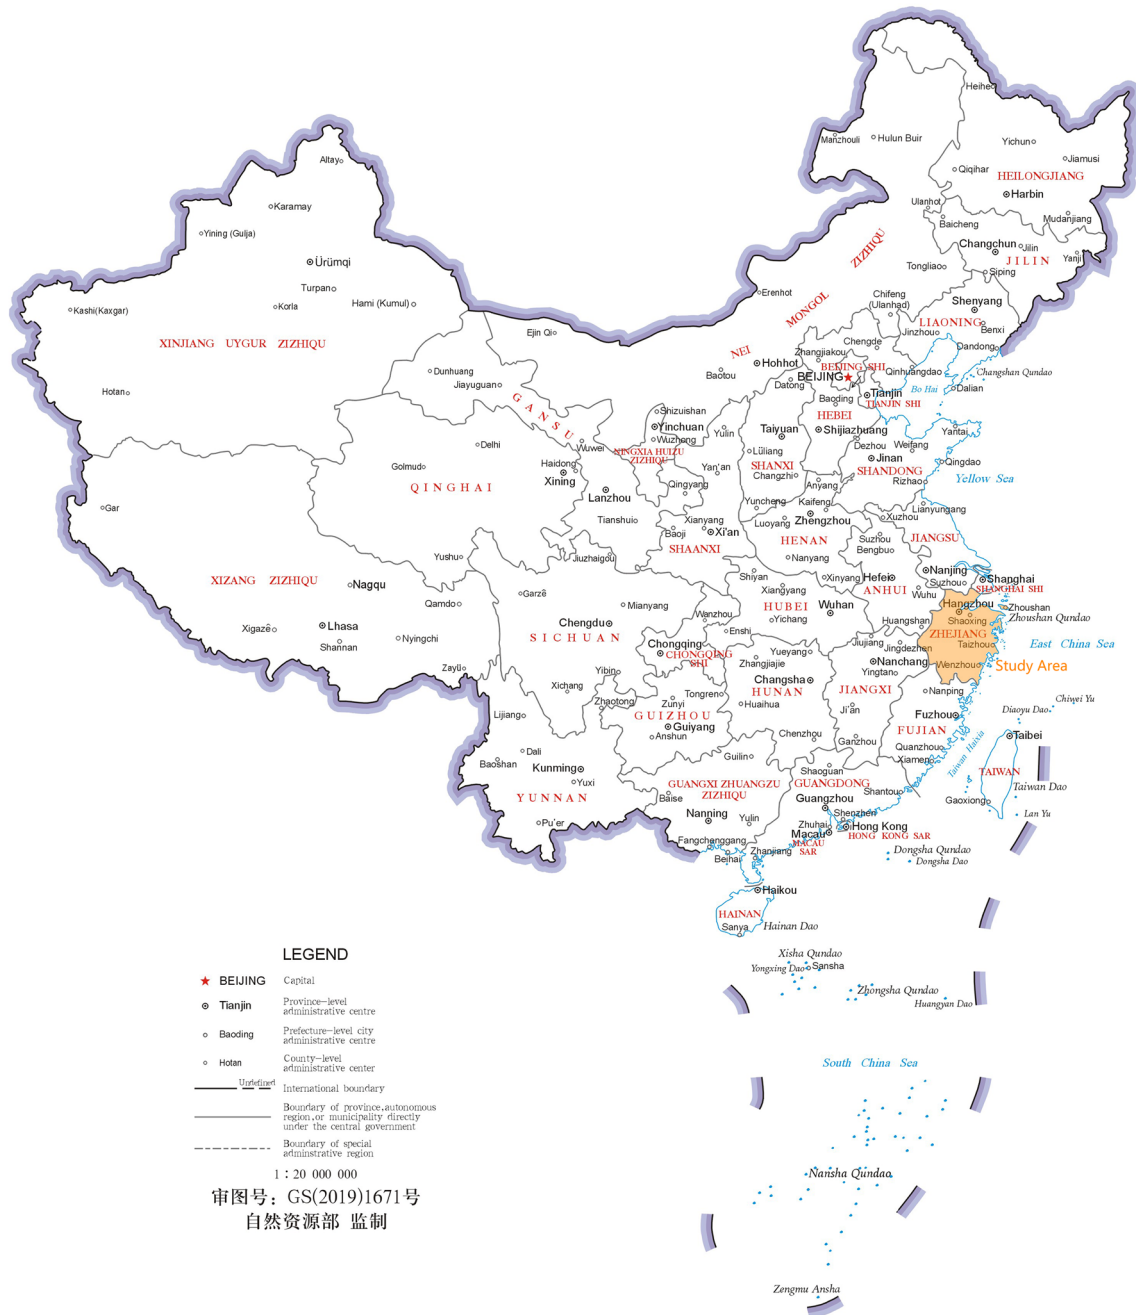 Heihe
Manzhouli
Hulun Buir
Yichun
Jiamusi
Altay
Qiqihar
HEILONGJIANG
Harbin
Ulanhot
Karamay
Baicheng
Mudanjiang
Yining (Gulja)
ZIZHIQU
Changchun
Jilin
Yanji
JILIN
Ürümqi
Tongliao
Siping
Turpan
Erenhot
Chifeng
(Ulanhad)
Shenyang
Hami (Kumul)
Korla
Kashi(Kaxgar)
MONGOL
LIAONING
Benxi
Ejin Qi
Jinzhou
XINJIANG UYGUR ZIZHIQU
Chengde
Dandong
NEI
Zhangjiakou
Hohhot
BEIJING SHI
Dunhuang
Baotou
BEIJING
Qinhuangdao
Changshan Qundao
Jiayuguan
Datong
Bo Hai
Dalian
Hotan
Tianjin
TIANJIN SHI
Baoding
GANSU
Shizuishan
HEBEI
Yinchuan
Yulin
Taiyuan
Shijiazhuang
Yantai
Wuzhong
Delhi
Wuwei
NINGXIA HUIZU
ZIZHIQU
Lüliang
Dezhou
Weifang
Haidong
Golmud
Xining
Yan'an
SHANXI
Jinan
Qingdao
SHANDONG
Changzhi
Yellow Sea
QINGHAI
Qingyang
Anyang
Rizhao
Lanzhou
Yuncheng
Kaifeng
Gar
Lianyungang
Tianshui
Xianyang
Luoyang
Zhengzhou
Xuzhou
Baoji
Xi'an
Suzhou
JIANGSU
SHAANXI
HENAN
Bengbu
Yushu
Jiuzhaigou
Nanyang
Nanjing
Shiyan
Xinyang
Hefei
Shanghai
XIZANG ZIZHIQU
Nagqu
Suzhou
SHANGHAI SHI
Garzê
Xiangyang
ANHUI
Wuhu
Qamdo
Mianyang
HUBEI
Wuhan
Hangzhou
Zhoushan
Wanzhou
Yichang
Shaoxing
Zhoushan Qundao
Lhasa
Chengdu
Huangshan
Xigazê
Enshi
ZHEJIANG
SICHUAN
Nyingchi
Chongqing
Jiujiang
Jingdezhen
Taizhou
East China Sea
Shannan
CHONGQING
SHI
Yueyang
Zhangjiajie
Nanchang
Wenzhou
Study Area
Zayü
Yibin
Yingtan
Changsha
Xichang
Tongren
HUNAN
JIANGXI
Nanping
Zhaotong
Zunyi
Huaihua
Chiwei Yu
Lijiang
GUIZHOU
Ji'an
Diaoyu Dao
Fuzhou
Guiyang
FUJIAN
Anshun
Chenzhou
Ganzhou
Taibei
Dali
Guilin
Quanzhou
Baoshan
Xiamen
Taiwan Haixia
Kunming
Shaoguan
TAIWAN
Yuxi
GUANGXI ZHUANGZU
ZIZHIQU
GUANGDONG
YUNNAN
Baise
Shantou
Taiwan Dao
Guangzhou
Gaoxiong
Nanning
Shenzhen
Lan Yu
Pu'er
Yulin
Zhuhai
Hong Kong
Macau
HONG KONG SAR
Fangchenggang
MACAU
SAR
Zhanjiang
Dongsha Qundao
Beihai
Dongsha Dao
Haikou
HAINAN
Sanya
Hainan Dao
Xisha Qundao
Yongxing Dao
Sansha
Zhongsha Qundao
Huangyan Dao
South China Sea
Nansha Qundao
Zengmu Ansha
LEGEND
BEIJING Capital
Tianjin Province-level
administrative centre
Baoding Prefecture-level city
administrative centre
Hotan County-level
administrative center
Undefined
International boundary
Boundary of province,autonomous
region,or municipality directly
under the central government
Boundary of special
adminstrative region
1:20 000 000
审图号：GS(2019)1671号
自然资源部 监制